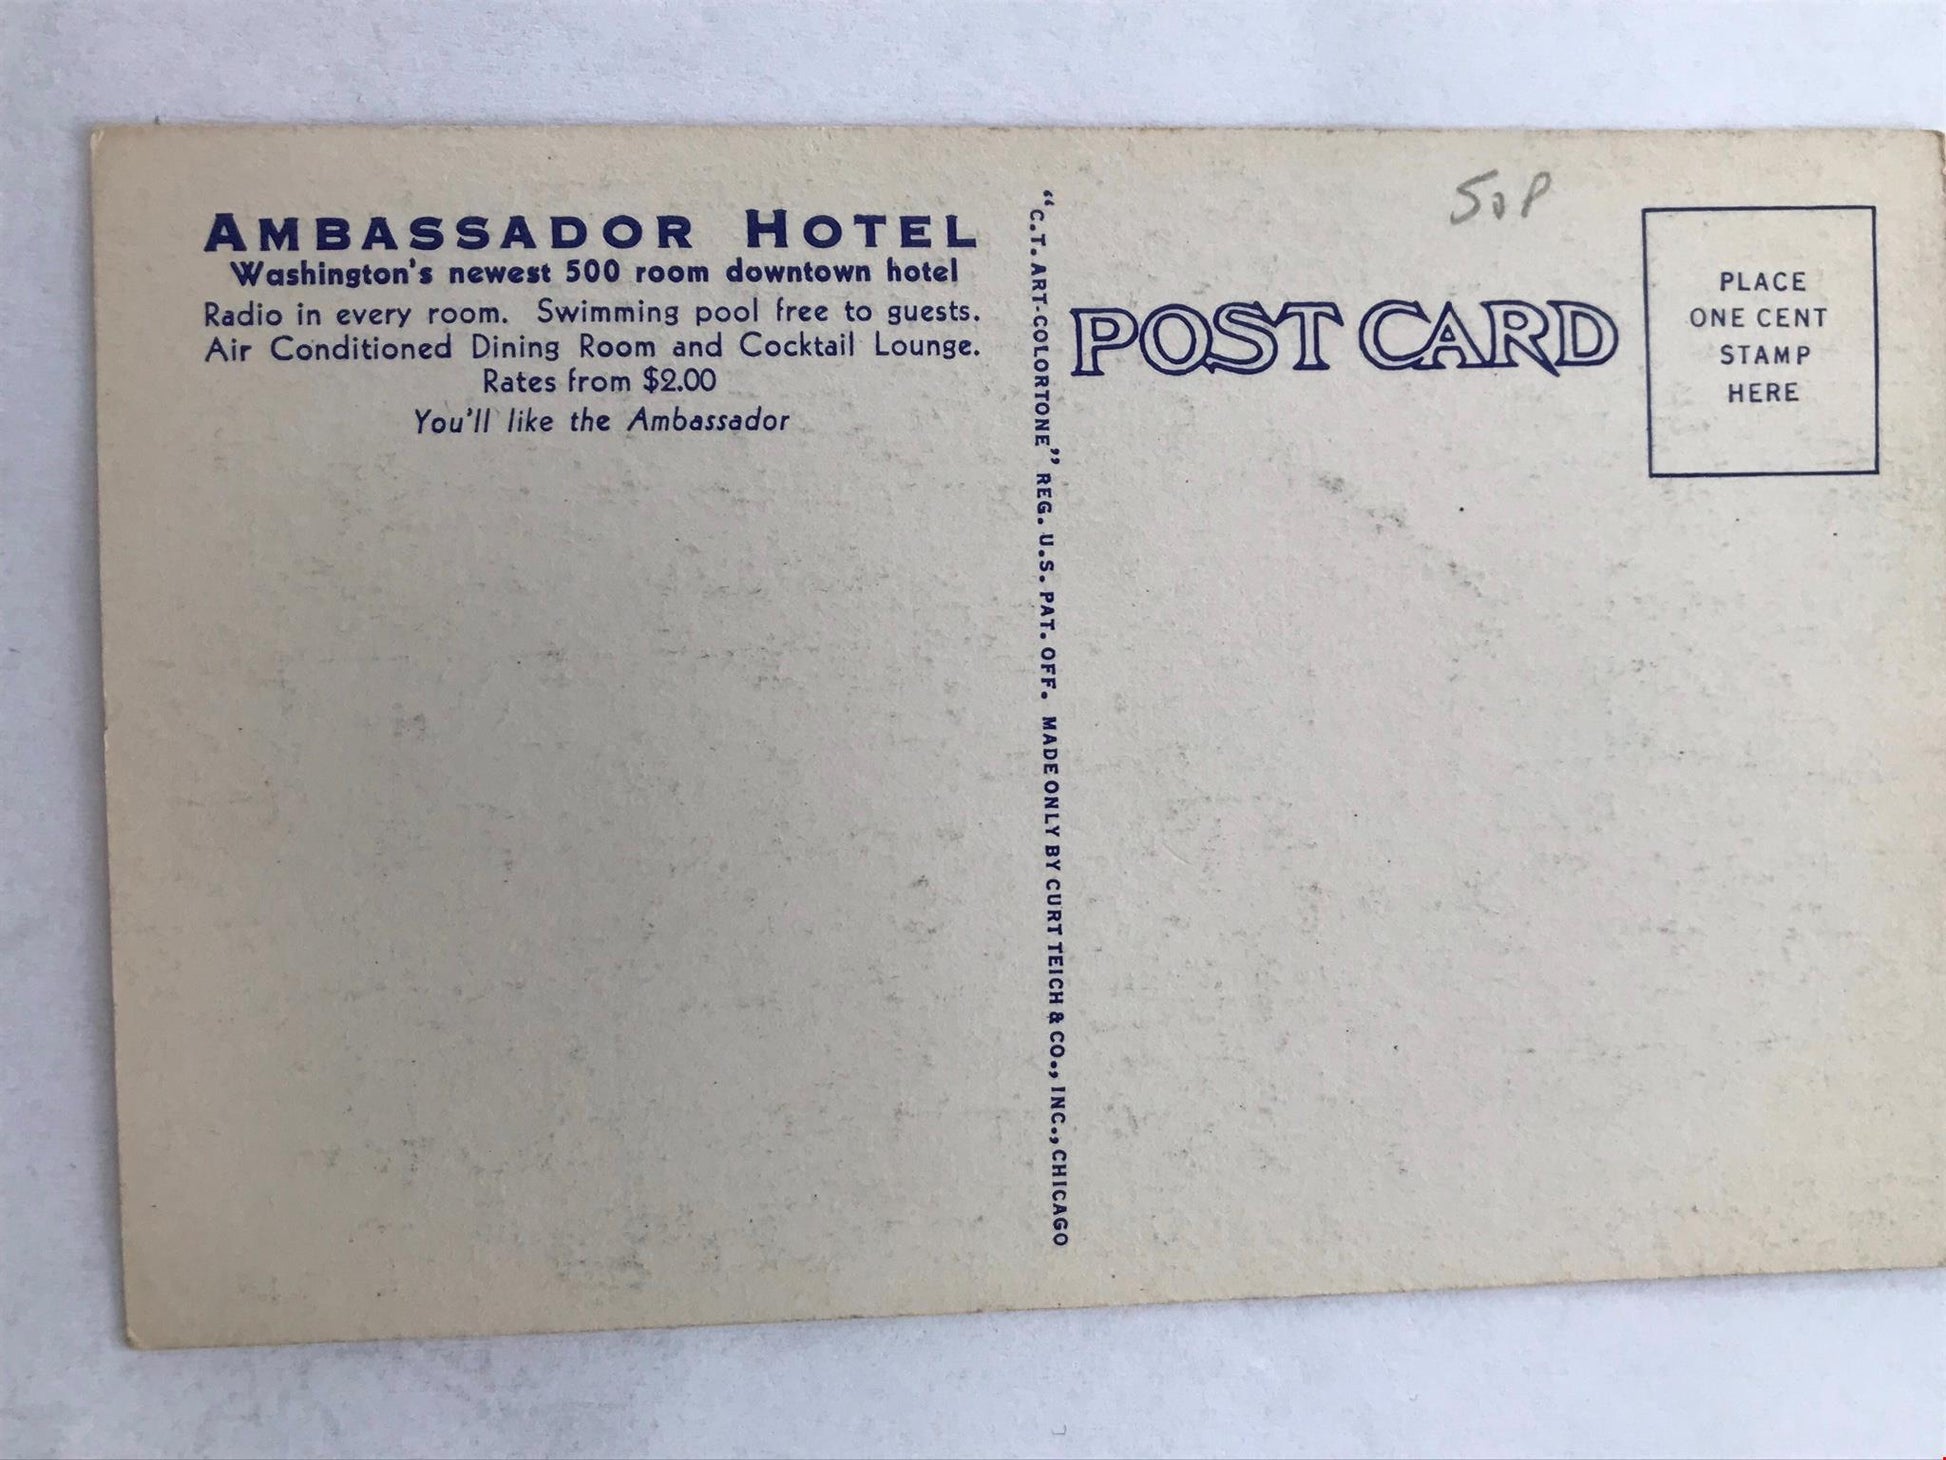 AMBASSADOR HOTEL
Washington's newest 500 room downtown hotel
Radio in every room. Swimming pool free to guests.
Air Conditioned Dining Room and Cocktail Lounge.
Rates from $2.00
You'll like the Ambassador
"C.T. ART-COLORTONE" REG. U.S. PAT. OFF. MADE ONLY BY CURT TEICH & CO., INC., CHICAGO
50P
POST CARD
PLACE
ONE CENT
STAMP
HERE